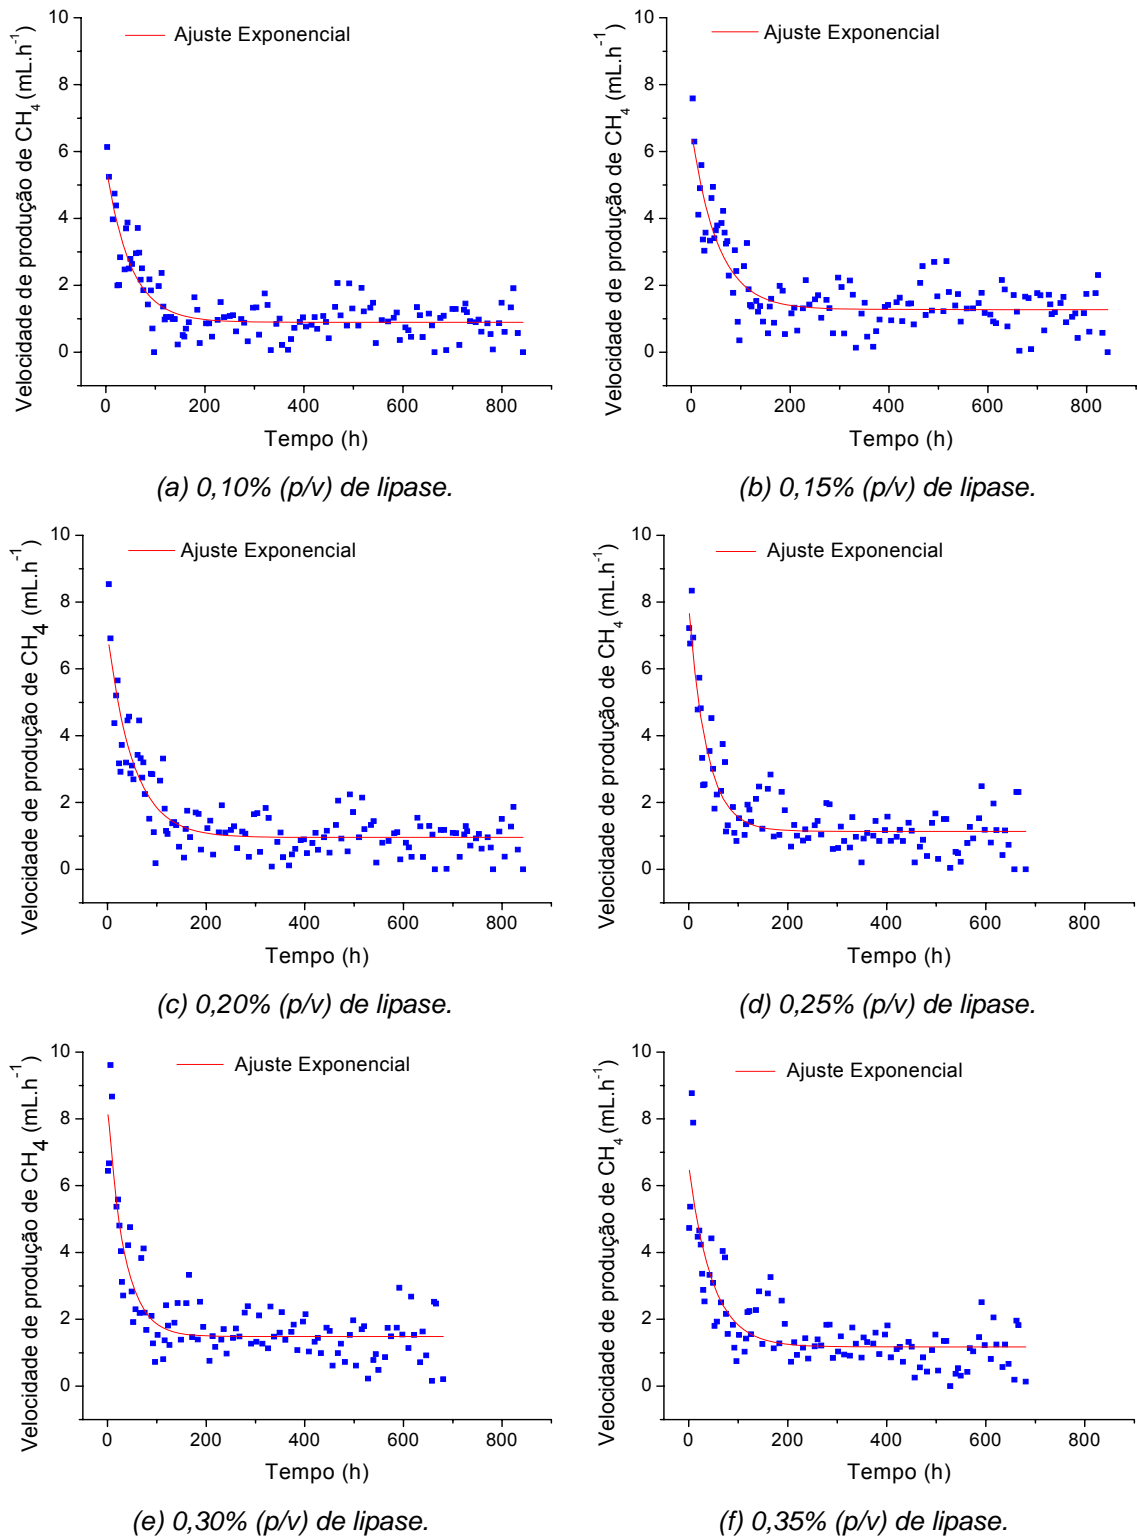 Ajuste Exponencial
Velocidade de produção de CH4 (mL.h-1)
10
8
6
4
2
0
0 200 400 600 800
Tempo (h)
(a) 0,10% (p/v) de lipase.
Ajuste Exponencial
Velocidade de produção de CH4 (mL.h-1)
10
8
6
4
2
0
0 200 400 600 800
Tempo (h)
(b) 0,15% (p/v) de lipase.
Ajuste Exponencial
Velocidade de produção de CH4 (mL.h-1)
10
8
6
4
2
0
0 200 400 600 800
Tempo (h)
(c) 0,20% (p/v) de lipase.
Ajuste Exponencial
Velocidade de produção de CH4 (mL.h-1)
10
8
6
4
2
0
0 200 400 600 800
Tempo (h)
(d) 0,25% (p/v) de lipase.
Ajuste Exponencial
Velocidade de produção de CH4 (mL.h-1)
10
8
6
4
2
0
0 200 400 600 800
Tempo (h)
(e) 0,30% (p/v) de lipase.
Ajuste Exponencial
Velocidade de produção de CH4 (mL.h-1)
10
8
6
4
2
0
0 200 400 600 800
Tempo (h)
(f) 0,35% (p/v) de lipase.